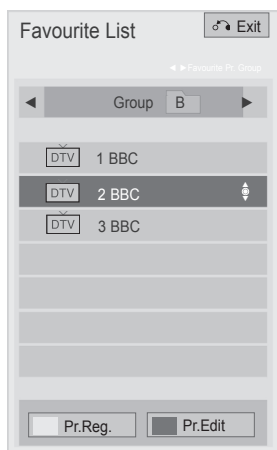 Favourite List
Exit
◄ ►Favourite Pr. Group
◄ Group B ►
DTV 1 BBC
DTV 2 BBC
DTV 3 BBC
Pr.Reg. Pr.Edit